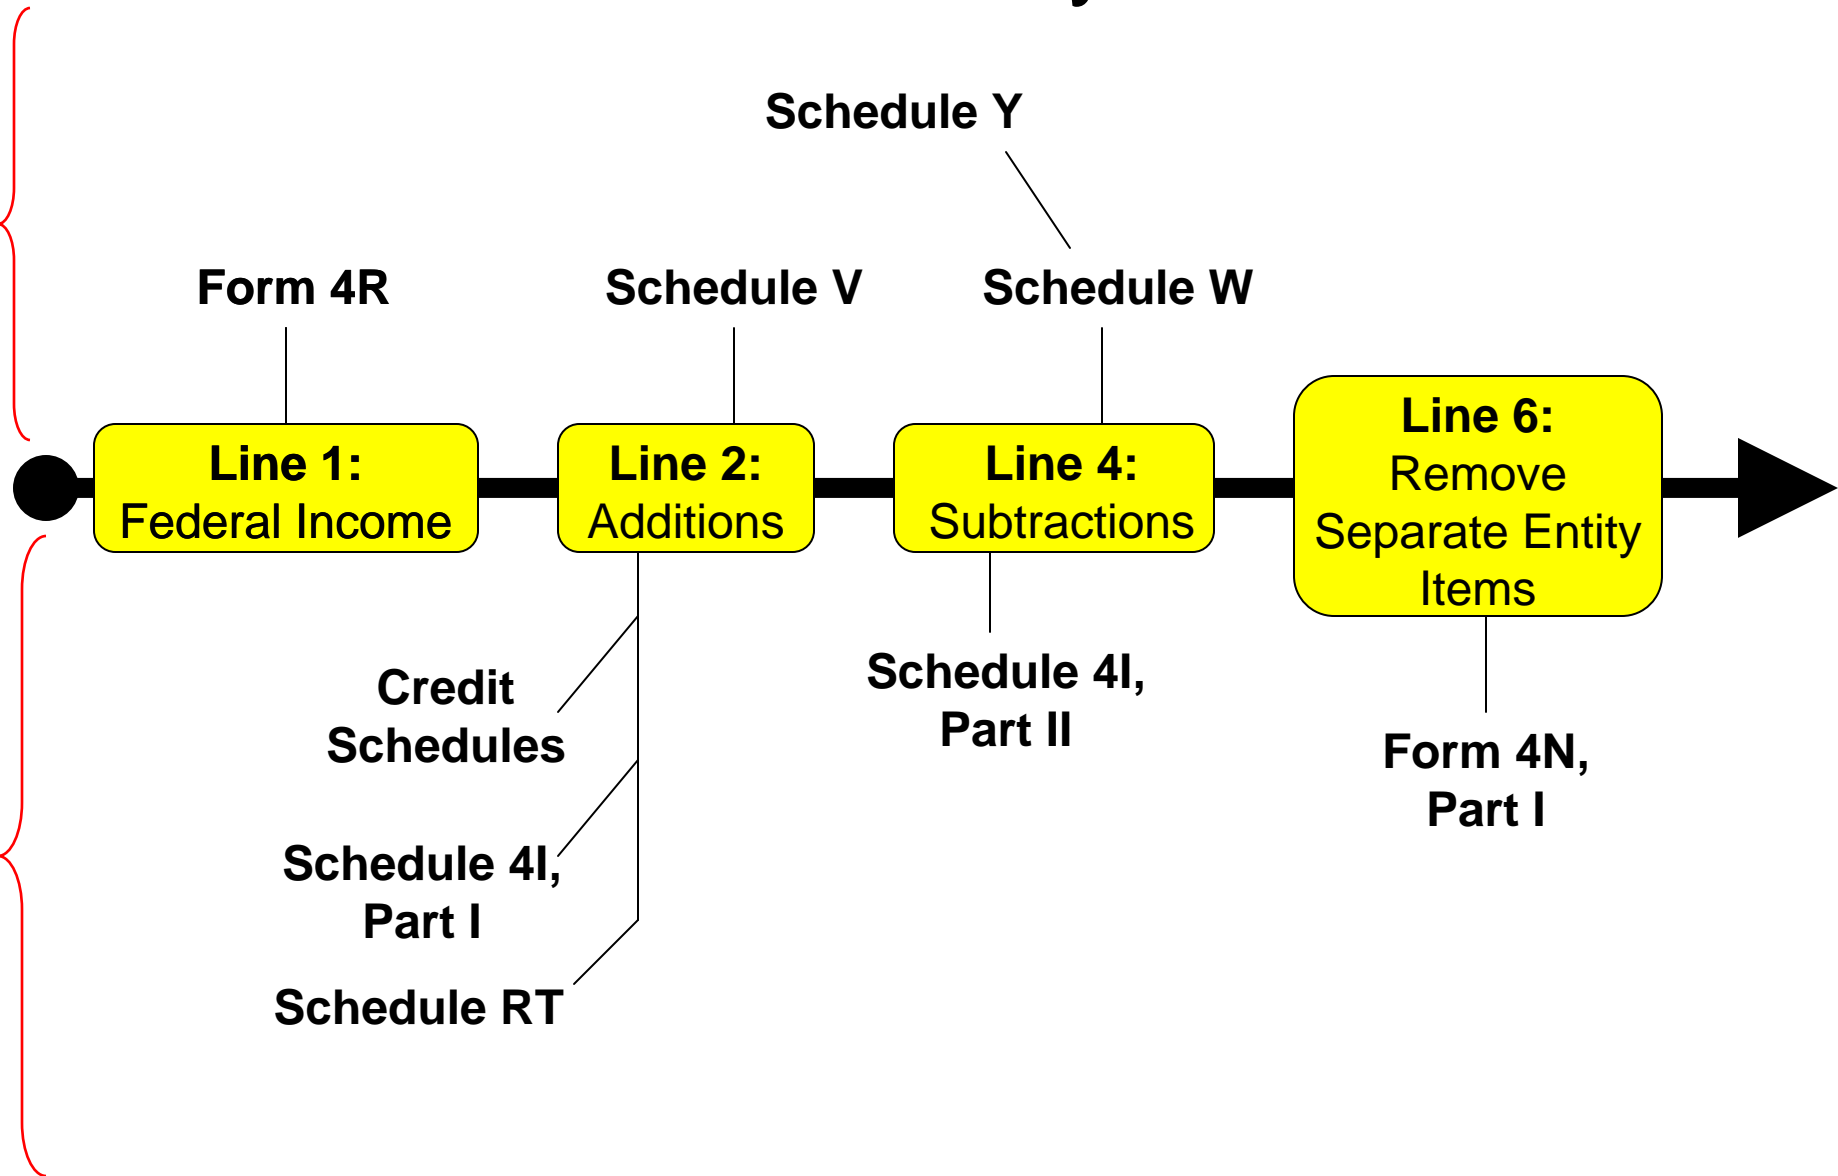 Schedule Y
Form 4R
Schedule V
Schedule W
Line 1:
Federal Income
Line 2:
Additions
Line 4:
Subtractions
Line 6:
Remove
Separate Entity
Items
Credit
Schedules
Schedule 4I,
Part I
Schedule RT
Schedule 4I,
Part II
Form 4N,
Part I